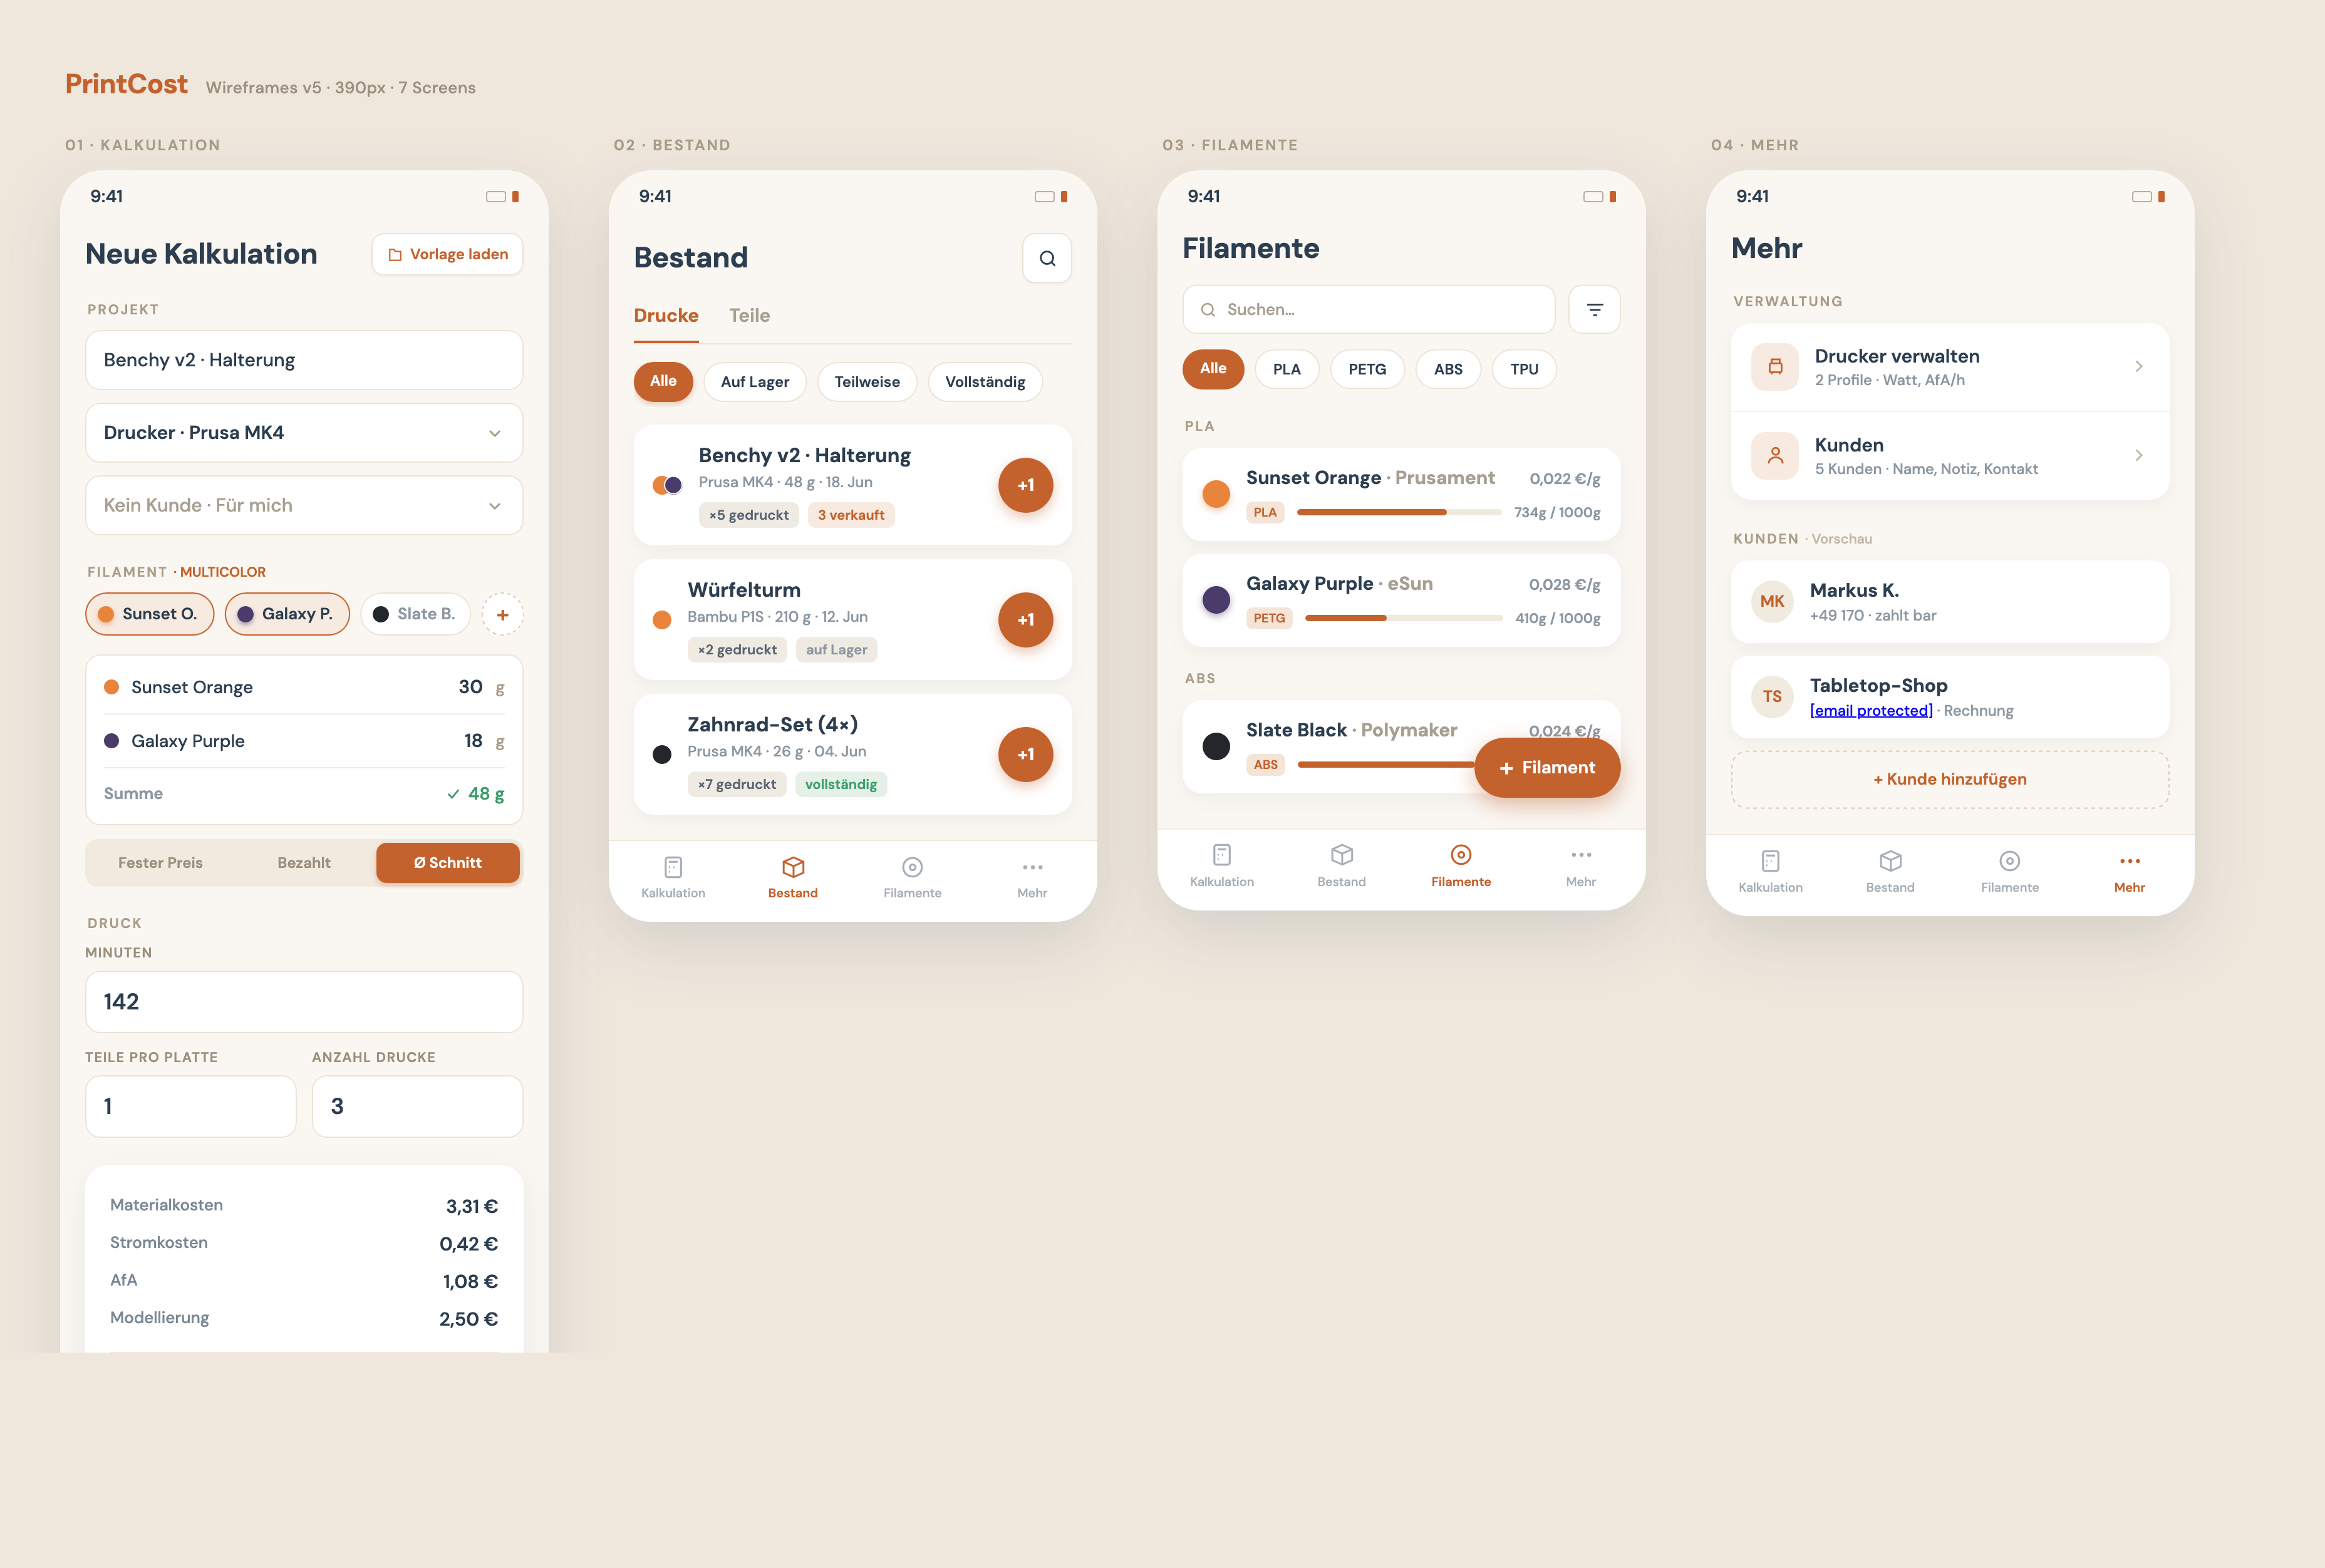 PrintCost Wireframes v5 · 390px · 7 Screens
01 · KALKULATION
9:41
Neue Kalkulation
Vorlage laden
PROJEKT
Benchy v2 · Halterung
Drucker · Prusa MK4
Kein Kunde · Für mich
FILAMENT · MULTICOLOR
Sunset O.
Galaxy P.
Slate B.
+
Sunset Orange 30 g
Galaxy Purple 18 g
Summe ✓ 48 g
Fester Preis
Bezahlt
Ø Schnitt
DRUCK
MINUTEN
142
TEILE PRO PLATTE
ANZAHL DRUCKE
1
3
Materialkosten 3,31 €
Stromkosten 0,42 €
AfA 1,08 €
Modellierung 2,50 €
02 · BESTAND
9:41
Bestand
Drucke
Teile
Alle
Auf Lager
Teilweise
Vollständig
Benchy v2 · Halterung
Prusa MK4 · 48 g · 18. Jun
×5 gedruckt
3 verkauft
+1
Würfelturm
Bambu P1S · 210 g · 12. Jun
×2 gedruckt
auf Lager
+1
Zahnrad-Set (4×)
Prusa MK4 · 26 g · 04. Jun
×7 gedruckt
vollständig
+1
Kalkulation
Bestand
Filamente
Mehr
03 · FILAMENTE
9:41
Filamente
Suchen...
Alle
PLA
PETG
ABS
TPU
PLA
Sunset Orange · Prusament 0,022 €/g
PLA 734g / 1000g
Galaxy Purple · eSun 0,028 €/g
PETG 410g / 1000g
ABS
Slate Black · Polymaker 0,024 €/g
ABS
+ Filament
Kalkulation
Bestand
Filamente
Mehr
04 · MEHR
9:41
Mehr
VERWALTUNG
Drucker verwalten
2 Profile · Watt, AfA/h
Kunden
5 Kunden · Name, Notiz, Kontakt
KUNDEN · Vorschau
MK
Markus K.
+49 170 · zahlt bar
TS
Tabletop-Shop
[email protected] · Rechnung
+ Kunde hinzufügen
Kalkulation
Bestand
Filamente
Mehr